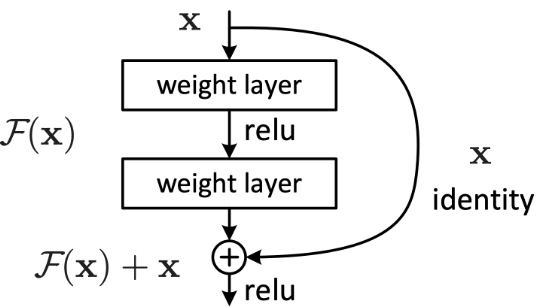 x
weight layer
relu
F(x)
x
weight layer
identity
F(x) + x
+
relu